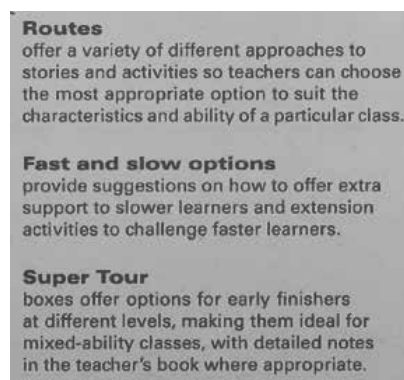 Routes
offer a variety of different approaches to
stories and activities so teachers can choose
the most appropriate option to suit the
characteristics and ability of a particular class.
Fast and slow options
provide suggestions on how to offer extra
support to slower learners and extension
activities to challenge faster learners.
Super Tour
boxes offer options for early finishers
at different levels, making them ideal for
mixed-ability classes, with detailed notes
in the teacher's book where appropriate.